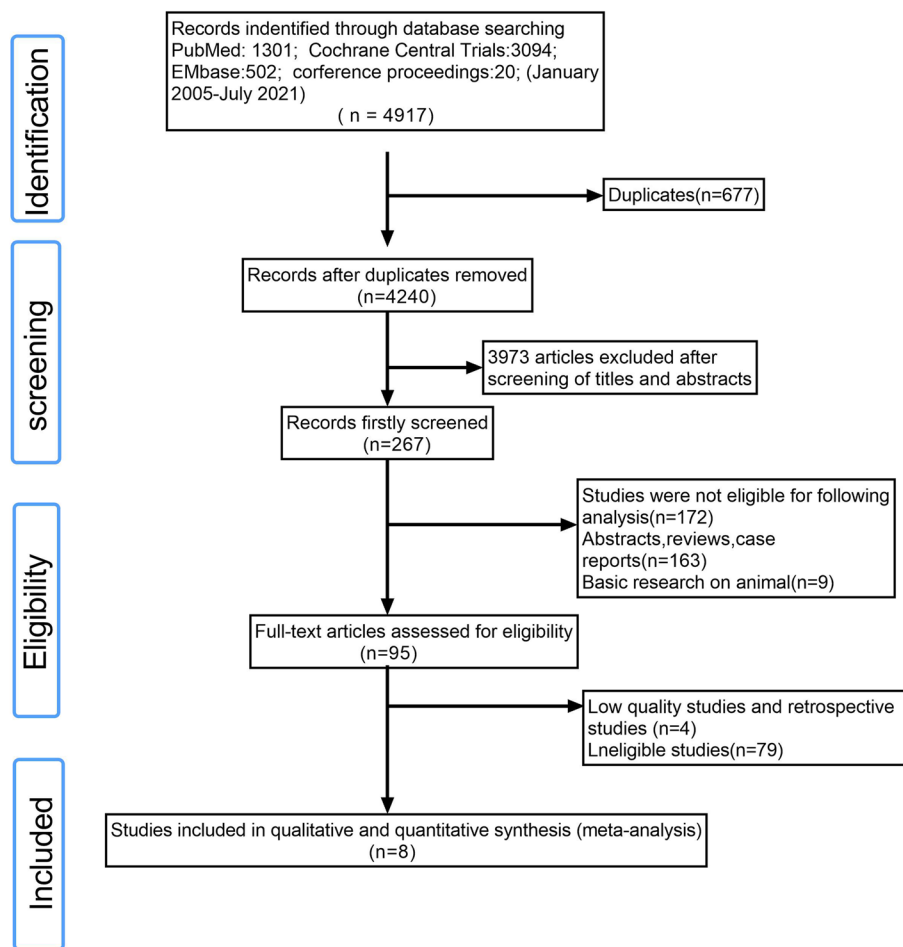 Identification
Records indentified through database searching
PubMed: 1301; Cochrane Central Trials:3094;
EMbase:502; corference proceedings:20; (January
2005-July 2021)
( n = 4917)
Duplicates(n=677)
screening
Records after duplicates removed
(n=4240)
3973 articles excluded after
screening of titles and abstracts
Records firstly screened
(n=267)
Eligibility
Studies were not eligible for following
analysis(n=172)
Abstracts,reviews,case
reports(n=163)
Basic research on animal(n=9)
Full-text articles assessed for eligibility
(n=95)
Low quality studies and retrospective
studies (n=4)
Lneligible studies(n=79)
Included
Studies included in qualitative and quantitative synthesis (meta-analysis)
(n=8)